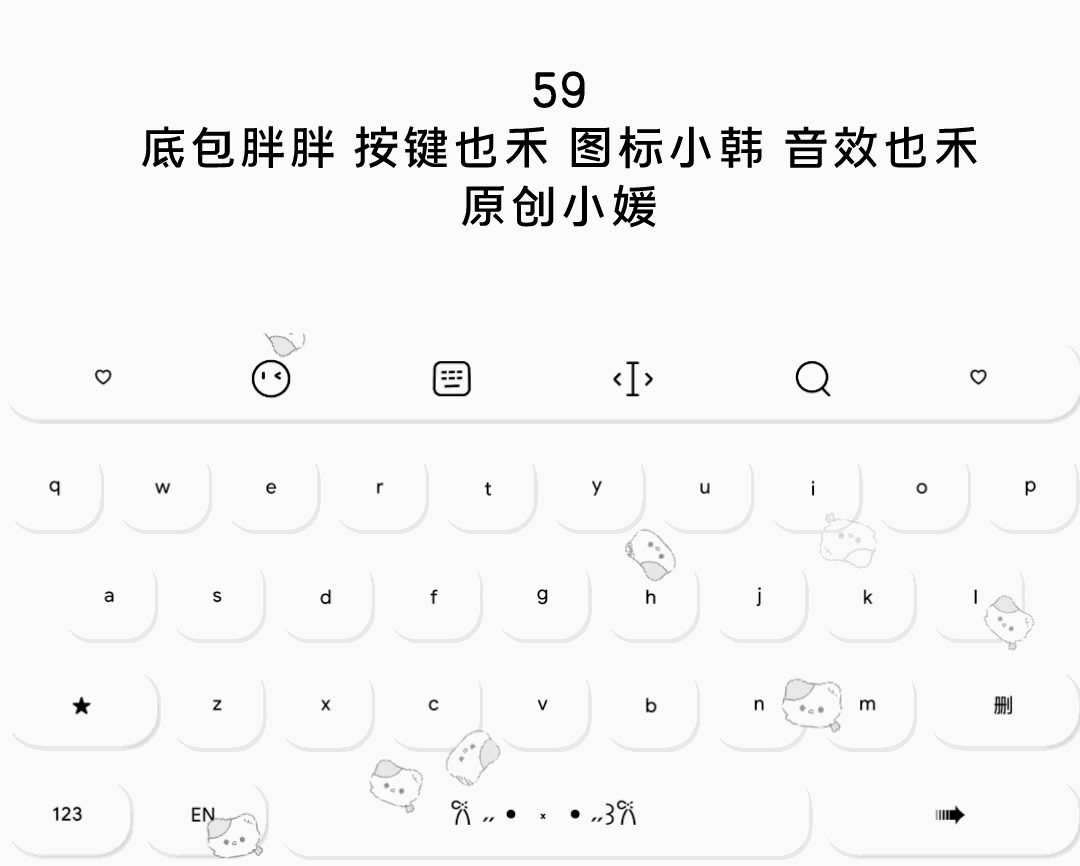 59
底包胖胖 按键也禾 图标小韩 音效也禾
原创小媛
q w e r t y u i o p
a s d f g h j k l
★ z x c v b n m 删
123 EN